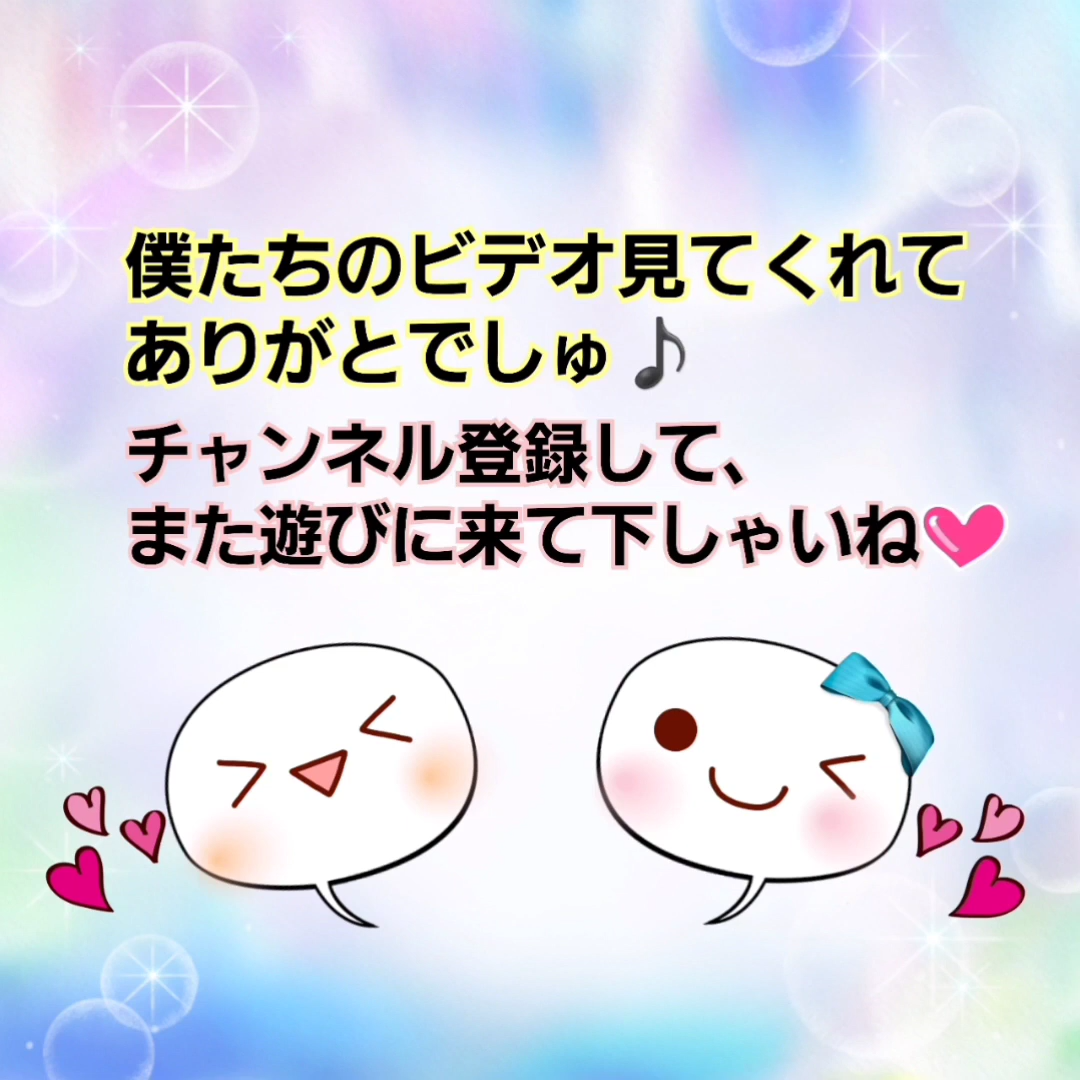 僕たちのビデオ見てくれて
ありがとでしゅ🎵
チャンネル登録して、
また遊びに来て下しゃいね💗